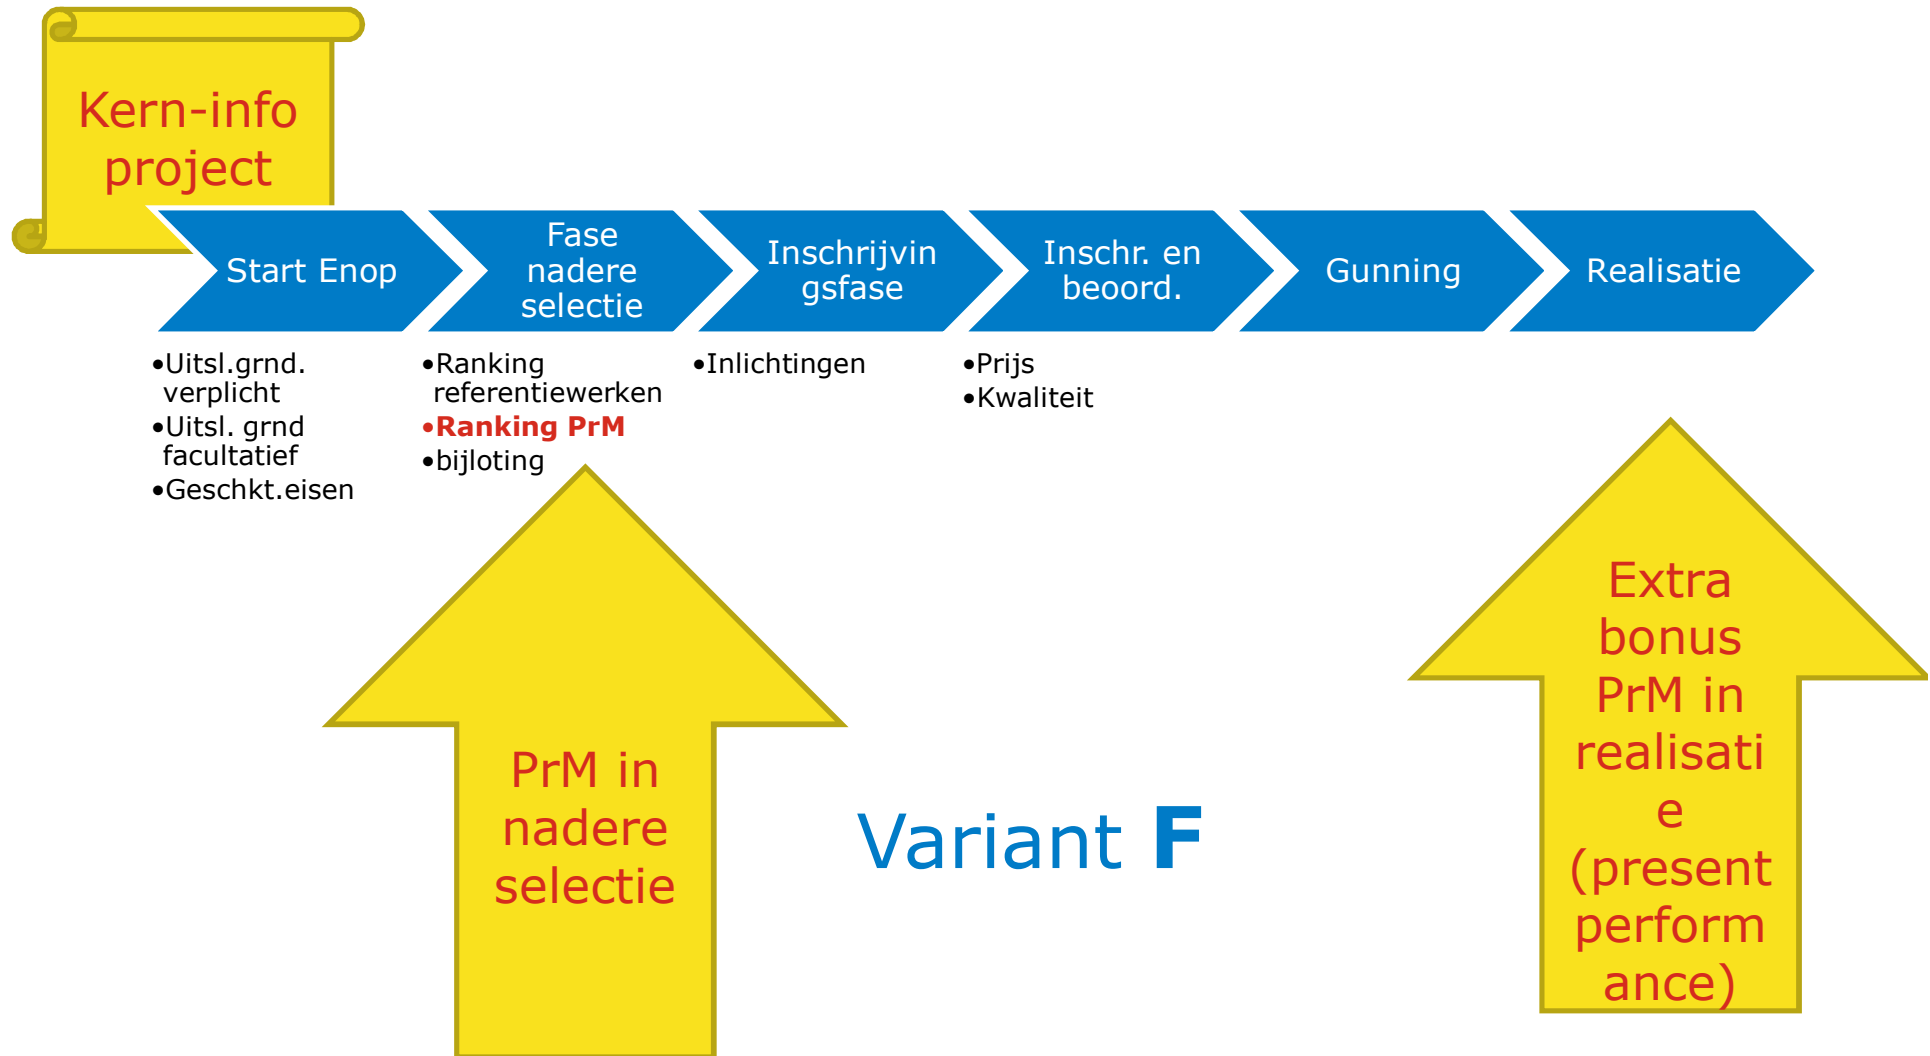 Kern-info
project
Start Enop
Fase
nadere
selectie
Inschrijvin
gsfase
Inschr. en
beoord.
Gunning
Realisatie
•Uitsl.grnd.
verplicht
•Uitsl. grnd
facultatief
•Geschkt.eisen
•Ranking
referentiewerken
•Ranking PrM
•bijloting
•Inlichtingen
•Prijs
•Kwaliteit
PrM in
nadere
selectie
Variant F
Extra
bonus
PrM in
realisati
e
(present
perform
ance)